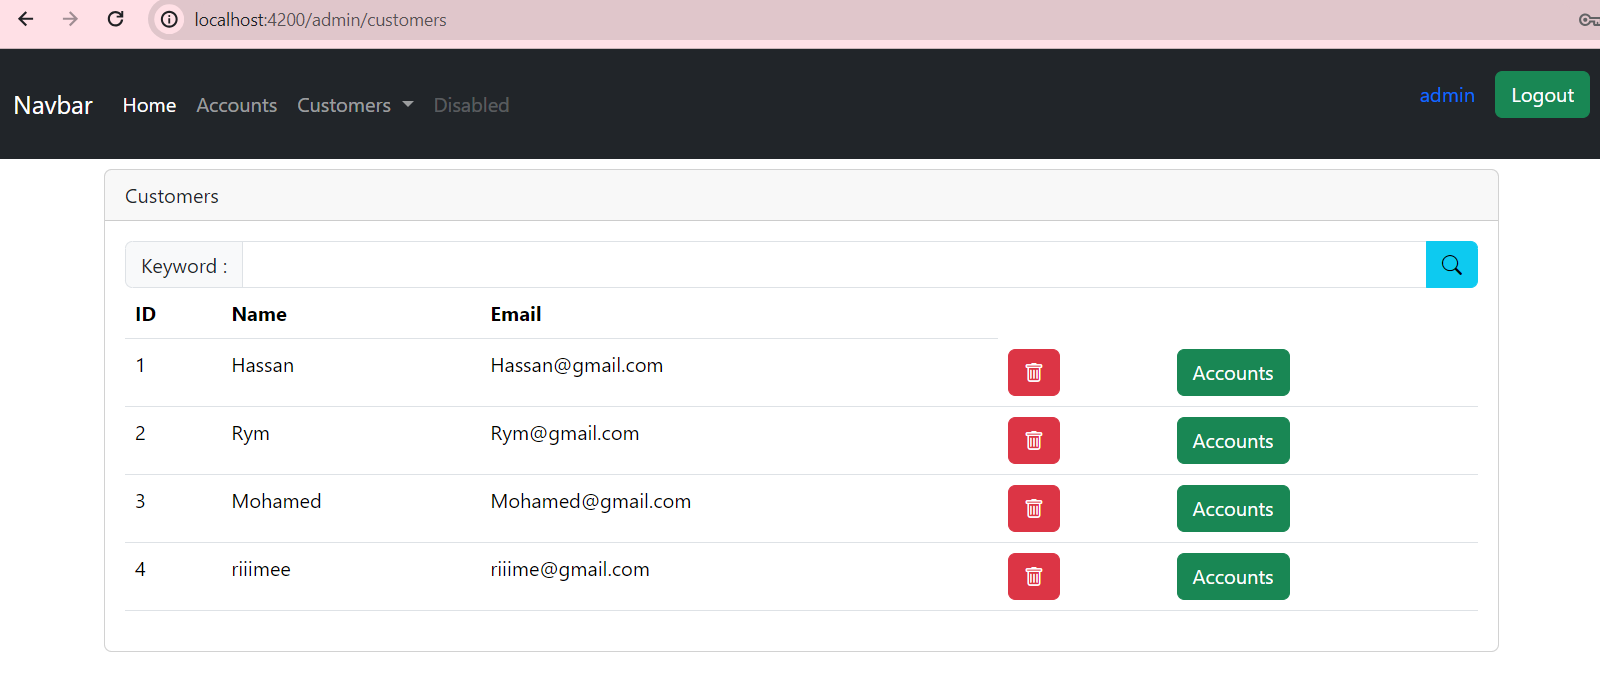 localhost:4200/admin/customers
Navbar Home Accounts Customers Disabled admin Logout
Customers
Keyword :
ID Name Email
1 Hassan Hassan@gmail.com Accounts
2 Rym Rym@gmail.com Accounts
3 Mohamed Mohamed@gmail.com Accounts
4 riiimee riiime@gmail.com Accounts